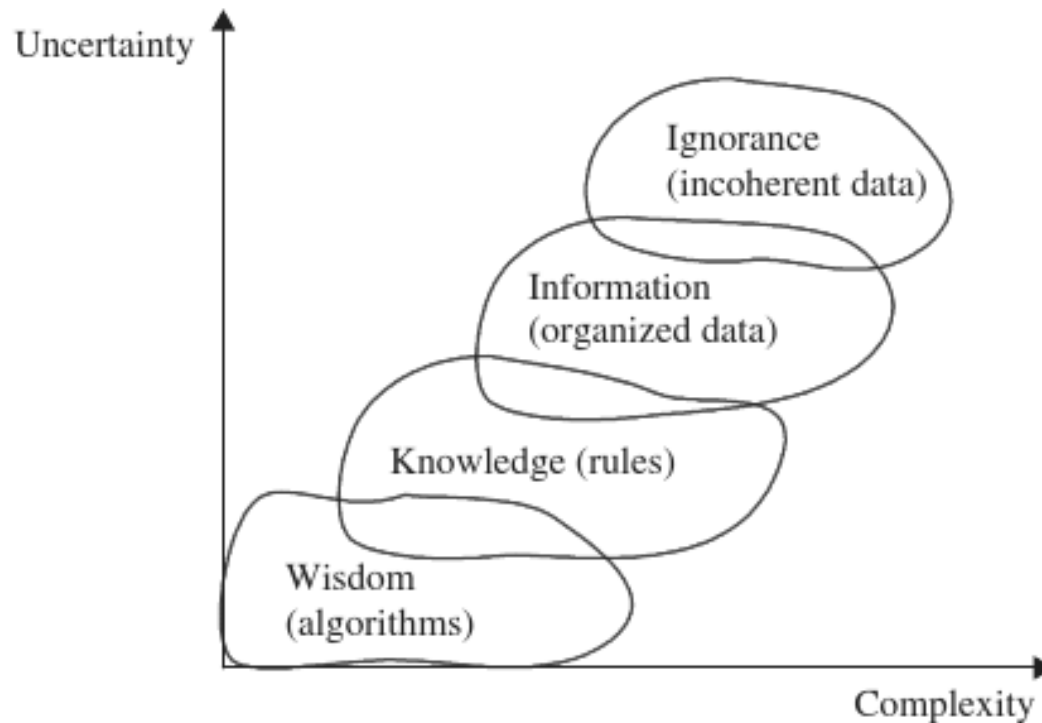 Uncertainty
Ignorance
(incoherent data)
Information
(organized data)
Knowledge (rules)
Wisdom
(algorithms)
Complexity